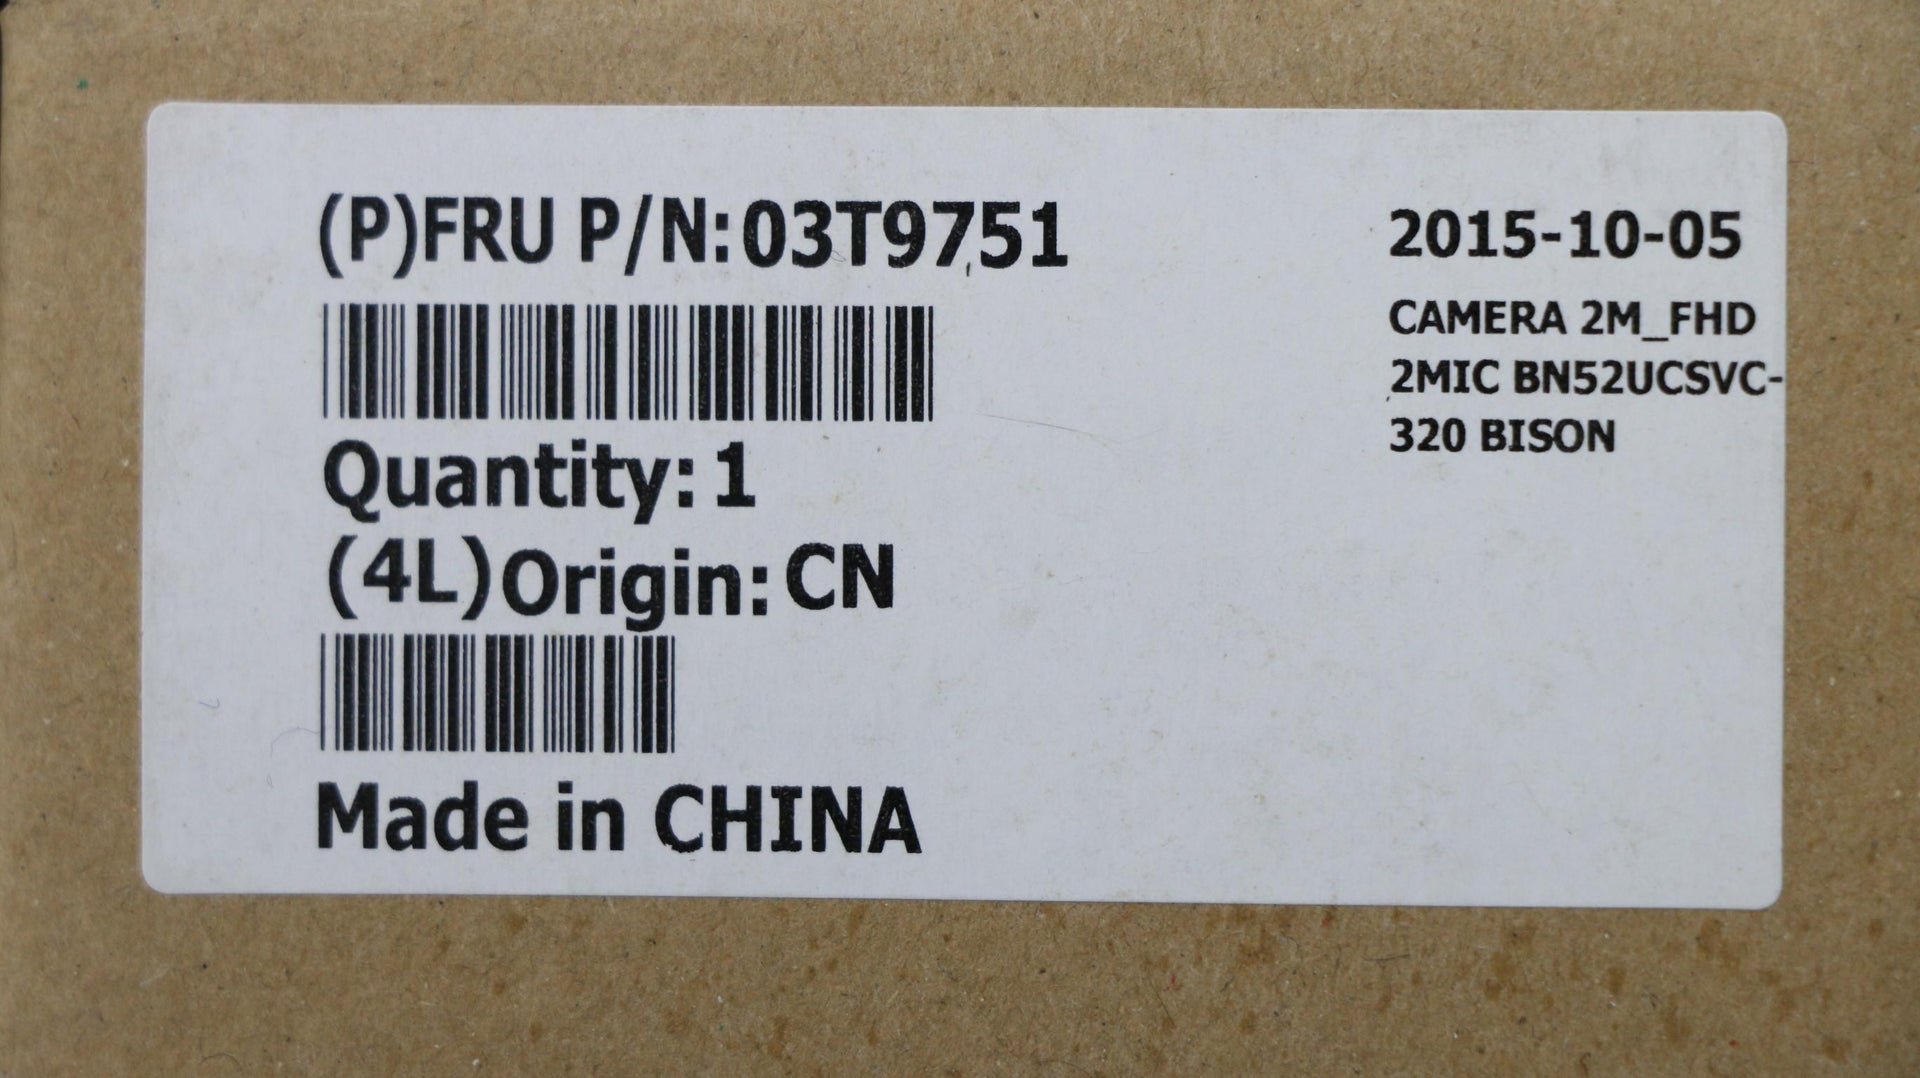 (P)FRU P/N:03T9751
Quantity: 1
(4L)Origin: CN
Made in CHINA
2015-10-05
CAMERA 2M_FHD
2MIC BN52UCSVC-
320 BISON